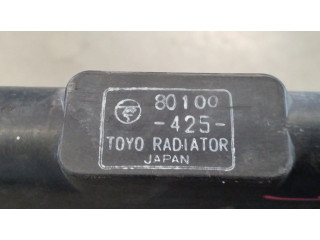 80100
-425-
TOYO RADIATOR
JAPAN